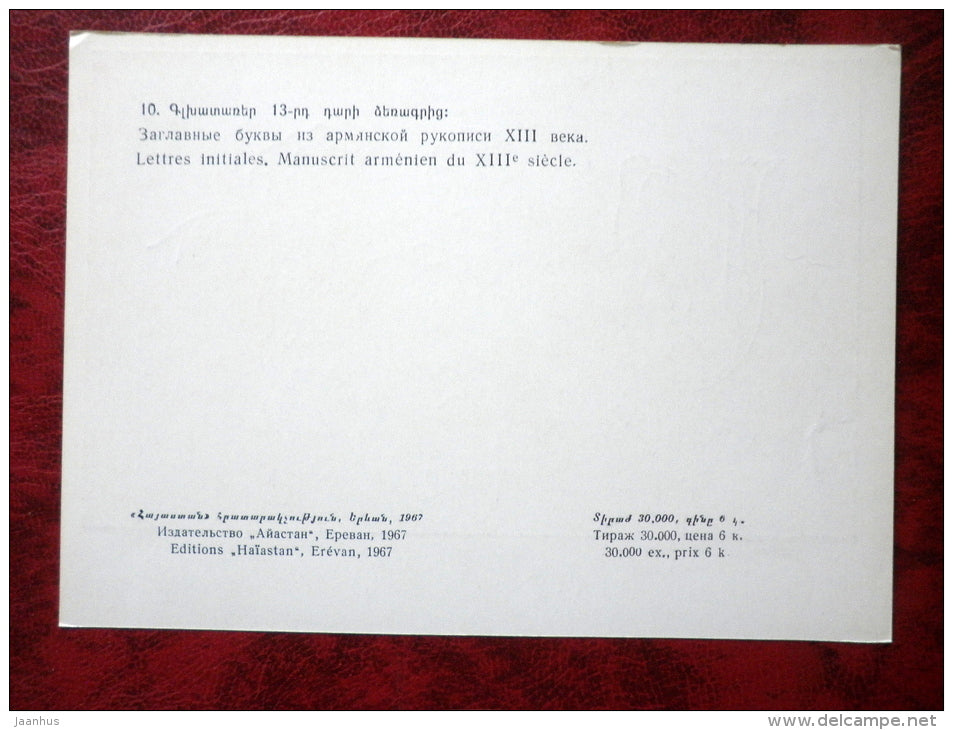 10. Գլխատառեր 13-րդ դարի ձեռագրից։
Заглавные буквы из армянской рукописи XIII века.
Lettres initiales. Manuscrit arménien du XIIIe siècle.
«Հայաստան» հրատարակչություն, Երևան, 1967
Издательство „Айастан“, Ереван, 1967
Editions „Haïastan“, Erévan, 1967
Տիրաժ 30.000, գինը 6 կ.
Тираж 30.000, цена 6 к.
30.000 ex., prix 6 k
Jaanhus
www.delcampe.net